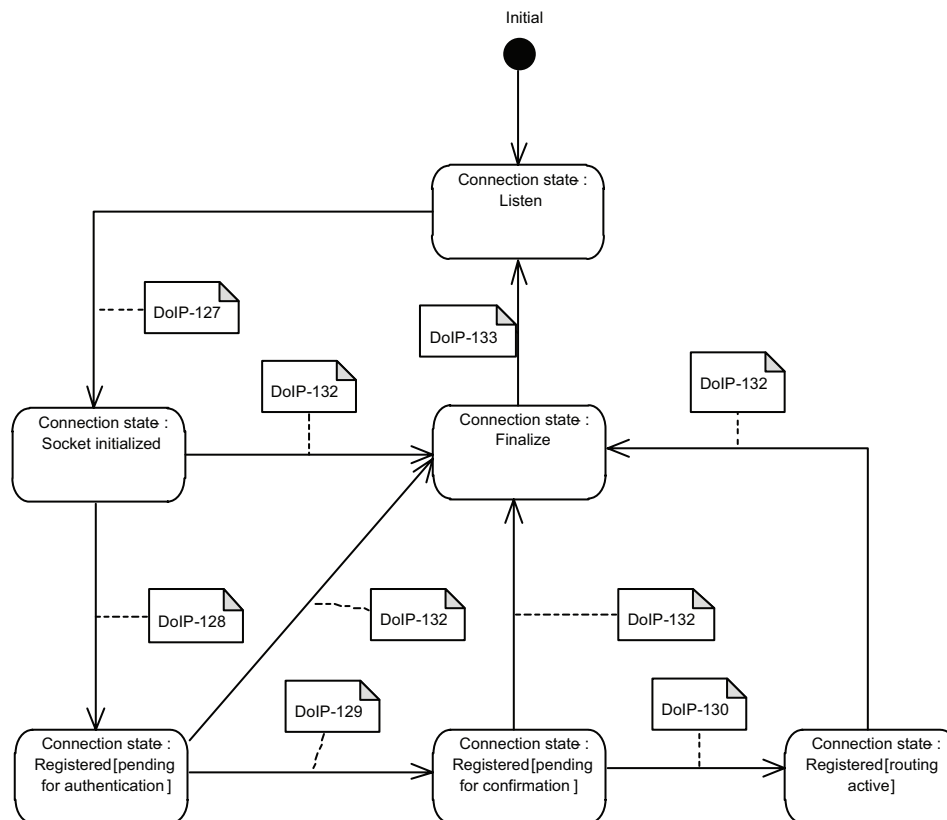 Initial
Connection state :
Listen
DoIP-127
DoIP-133
DoIP-132
DoIP-132
Connection state :
Socket initialized
Connection state :
Finalize
DoIP-128
DoIP-132
DoIP-132
DoIP-129
DoIP-130
Connection state :
Registered[pending
for authentication ]
Connection state :
Registered[pending
for confirmation ]
Connection state :
Registered[routing
active]